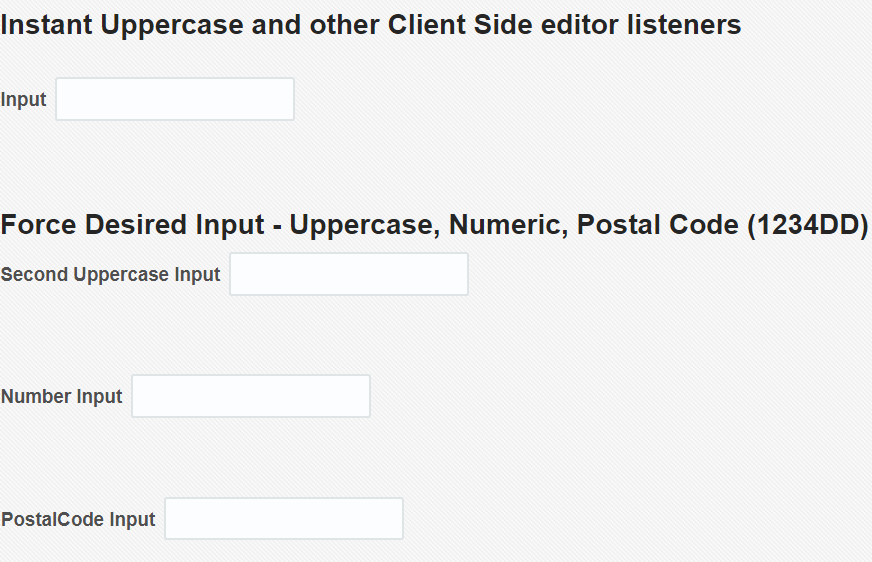 Instant Uppercase and other Client Side editor listeners
Input
Force Desired Input - Uppercase, Numeric, Postal Code (1234DD)
Second Uppercase Input
Number Input
PostalCode Input